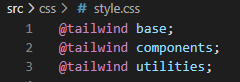 src > css > # style.css
1 @tailwind base;
2 @tailwind components;
3 @tailwind utilities;